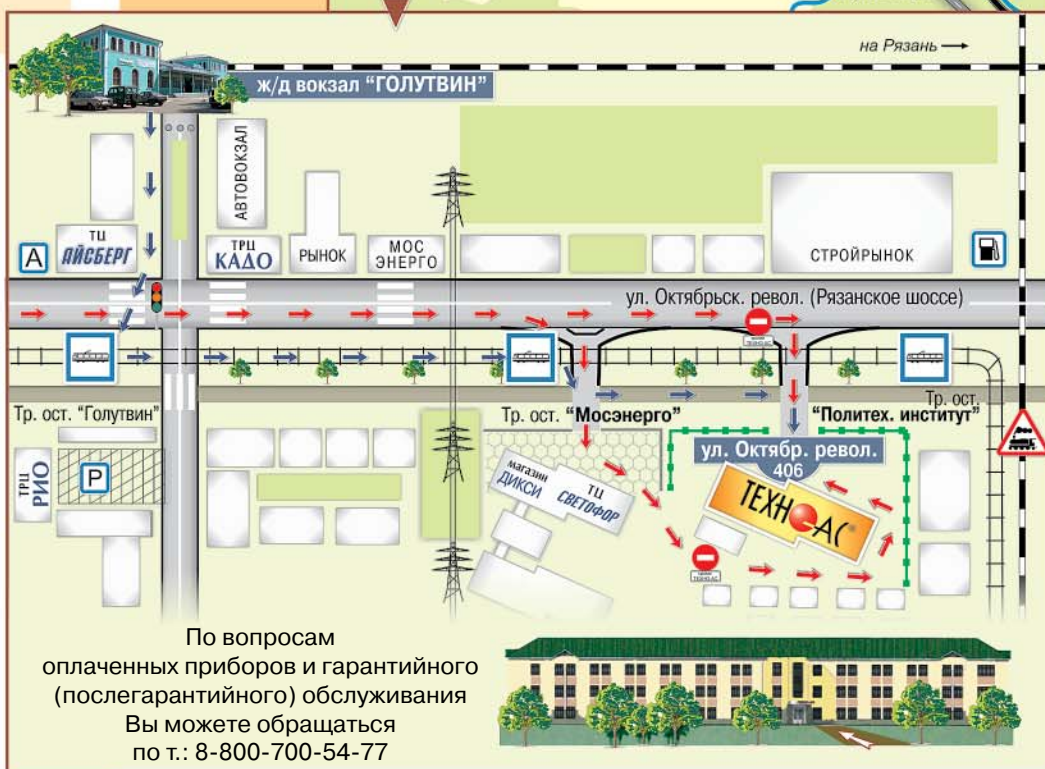 на Рязань
ж/д вокзал "ГОЛУТВИН"
АВТОВОКЗАЛ
ТЦ
АЙСБЕРГ
А
ТРЦ
КАДО
РЫНОК
МОС
ЭНЕРГО
СТРОЙРЫНОК
ул. Октябрьск. револ. (Рязанское шоссе)
Тр. ост. "Голутвин"
Тр. ост. "Мосэнерго"
Тр. ост.
"Политех. институт"
ул. Октябр. револ.
406
ТРЦ
РИО
P
магазин
ДИКСИ
ТЦ
СВЕТОФОР
ТЕХНО-АС®
По вопросам
оплаченных приборов и гарантийного
(послегарантийного) обслуживания
Вы можете обращаться
по т.: 8-800-700-54-77